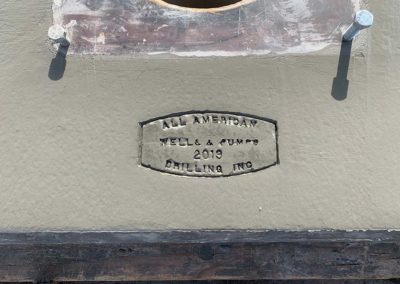 ALL AMERICAN
WELLS & PUMPS
2019
DRILLING INC